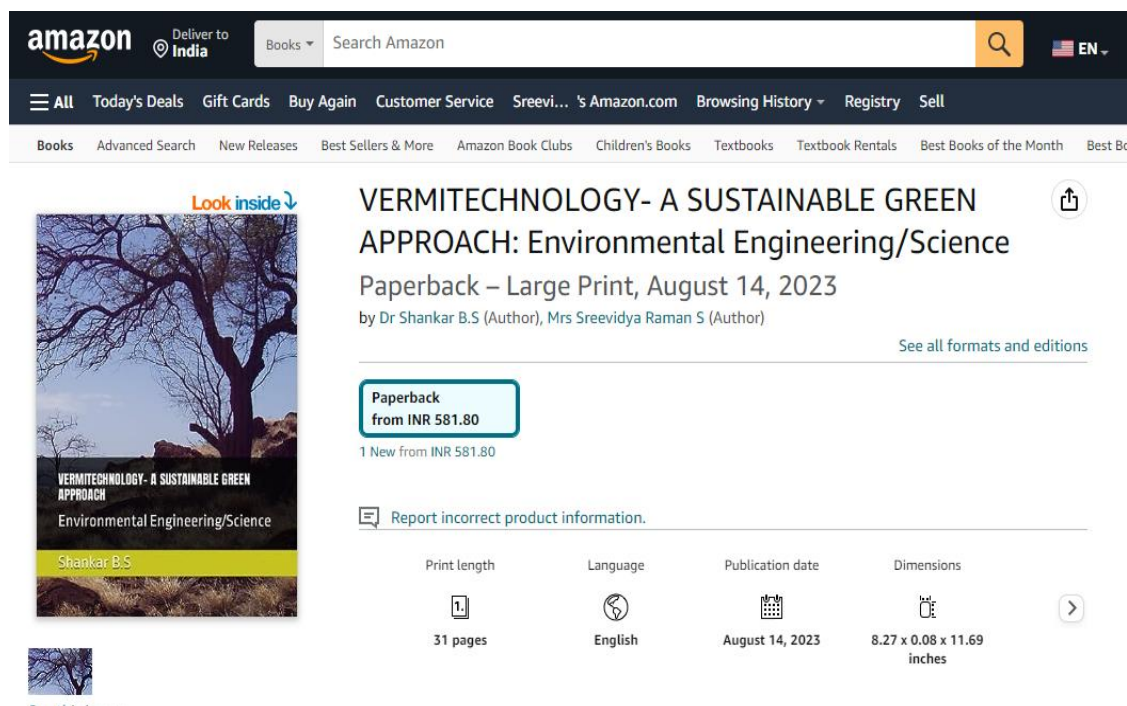 amazon
Deliver to
India
Books
Search Amazon
EN
All Today's Deals Gift Cards Buy Again Customer Service Sreevi... 's Amazon.com Browsing History Registry Sell
Books Advanced Search New Releases Best Sellers & More Amazon Book Clubs Children's Books Textbooks Textbook Rentals Best Books of the Month Best
Look inside
VERMITECHNOLOGY- A SUSTAINABLE GREEN
APPROACH
Environmental Engineering/Science
Shankar B.S
VERMITECHNOLOGY- A SUSTAINABLE GREEN
APPROACH: Environmental Engineering/Science
Paperback – Large Print, August 14, 2023
by Dr Shankar B.S (Author), Mrs Sreevidya Raman S (Author)
See all formats and editions
Paperback
from INR 581.80
1 New from INR 581.80
Report incorrect product information.
Print length Language Publication date Dimensions
1.
31 pages English August 14, 2023 8.27 x 0.08 x 11.69
inches